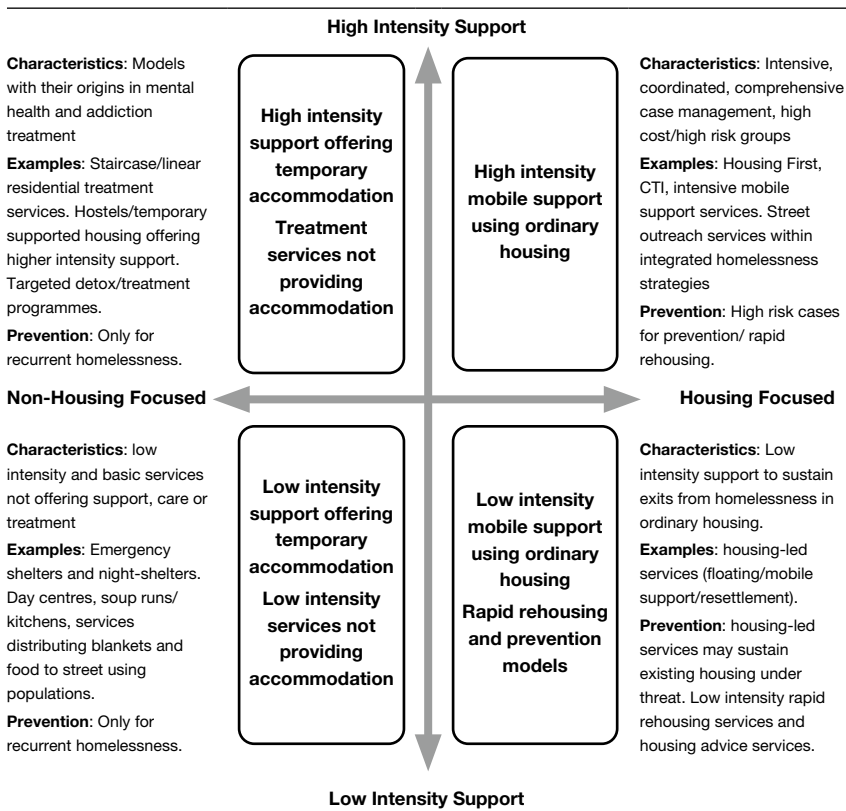 High Intensity Support
Characteristics: Models
with their origins in mental
health and addiction
treatment
Examples: Staircase/linear
residential treatment
services. Hostels/temporary
supported housing offering
higher intensity support.
Targeted detox/treatment
programmes.
Prevention: Only for
recurrent homelessness.
High intensity
support offering
temporary
accommodation
Treatment
services not
providing
accommodation
High intensity
mobile support
using ordinary
housing
Characteristics: Intensive,
coordinated, comprehensive
case management, high
cost/high risk groups
Examples: Housing First,
CTI, intensive mobile
support services. Street
outreach services within
integrated homelessness
strategies
Prevention: High risk cases
for prevention/ rapid
rehousing.
Non-Housing Focused
Housing Focused
Characteristics: low
intensity and basic services
not offering support, care or
treatment
Examples: Emergency
shelters and night-shelters.
Day centres, soup runs/
kitchens, services
distributing blankets and
food to street using
populations.
Prevention: Only for
recurrent homelessness.
Low intensity
support offering
temporary
accommodation
Low intensity
services not
providing
accommodation
Low intensity
mobile support
using ordinary
housing
Rapid rehousing
and prevention
models
Characteristics: Low
intensity support to sustain
exits from homelessness in
ordinary housing.
Examples: housing-led
services (floating/mobile
support/resettlement).
Prevention: housing-led
services may sustain
existing housing under
threat. Low intensity rapid
rehousing services and
housing advice services.
Low Intensity Support